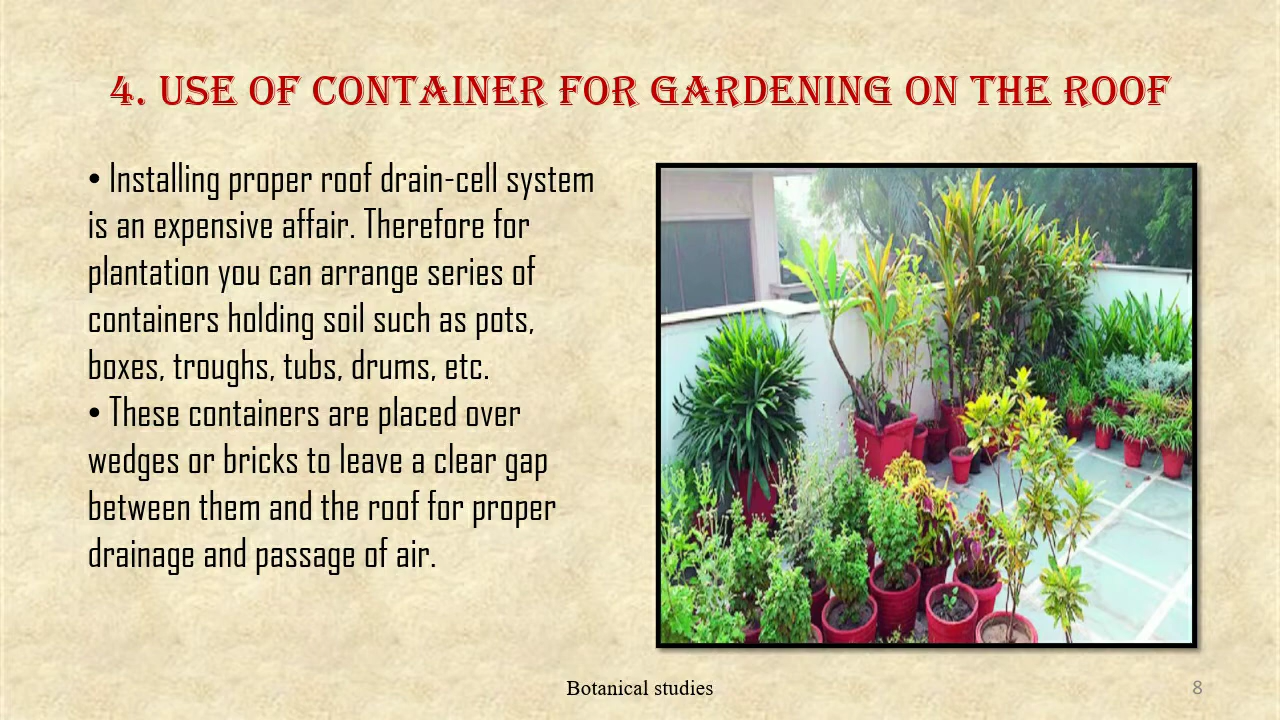 4. USE OF CONTAINER FOR GARDENING ON THE ROOF
• Installing proper roof drain-cell system
is an expensive affair. Therefore for
plantation you can arrange series of
containers holding soil such as pots,
boxes, troughs, tubs, drums, etc.
• These containers are placed over
wedges or bricks to leave a clear gap
between them and the roof for proper
drainage and passage of air.
Botanical studies
8